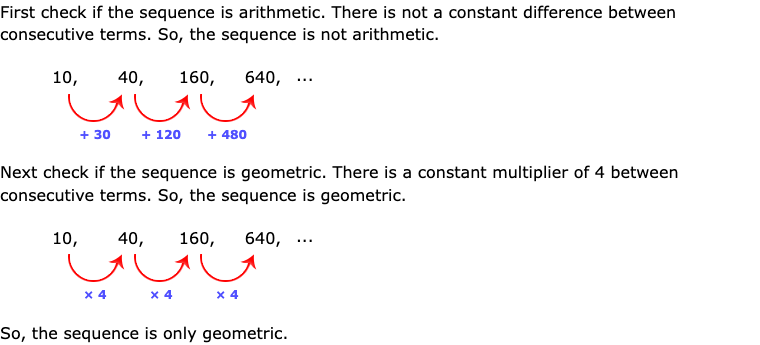 First check if the sequence is arithmetic. There is not a constant difference between
consecutive terms. So, the sequence is not arithmetic.
10, 40, 160, 640, ...
+ 30 + 120 + 480
Next check if the sequence is geometric. There is a constant multiplier of 4 between
consecutive terms. So, the sequence is geometric.
10, 40, 160, 640, ...
× 4 × 4 × 4
So, the sequence is only geometric.